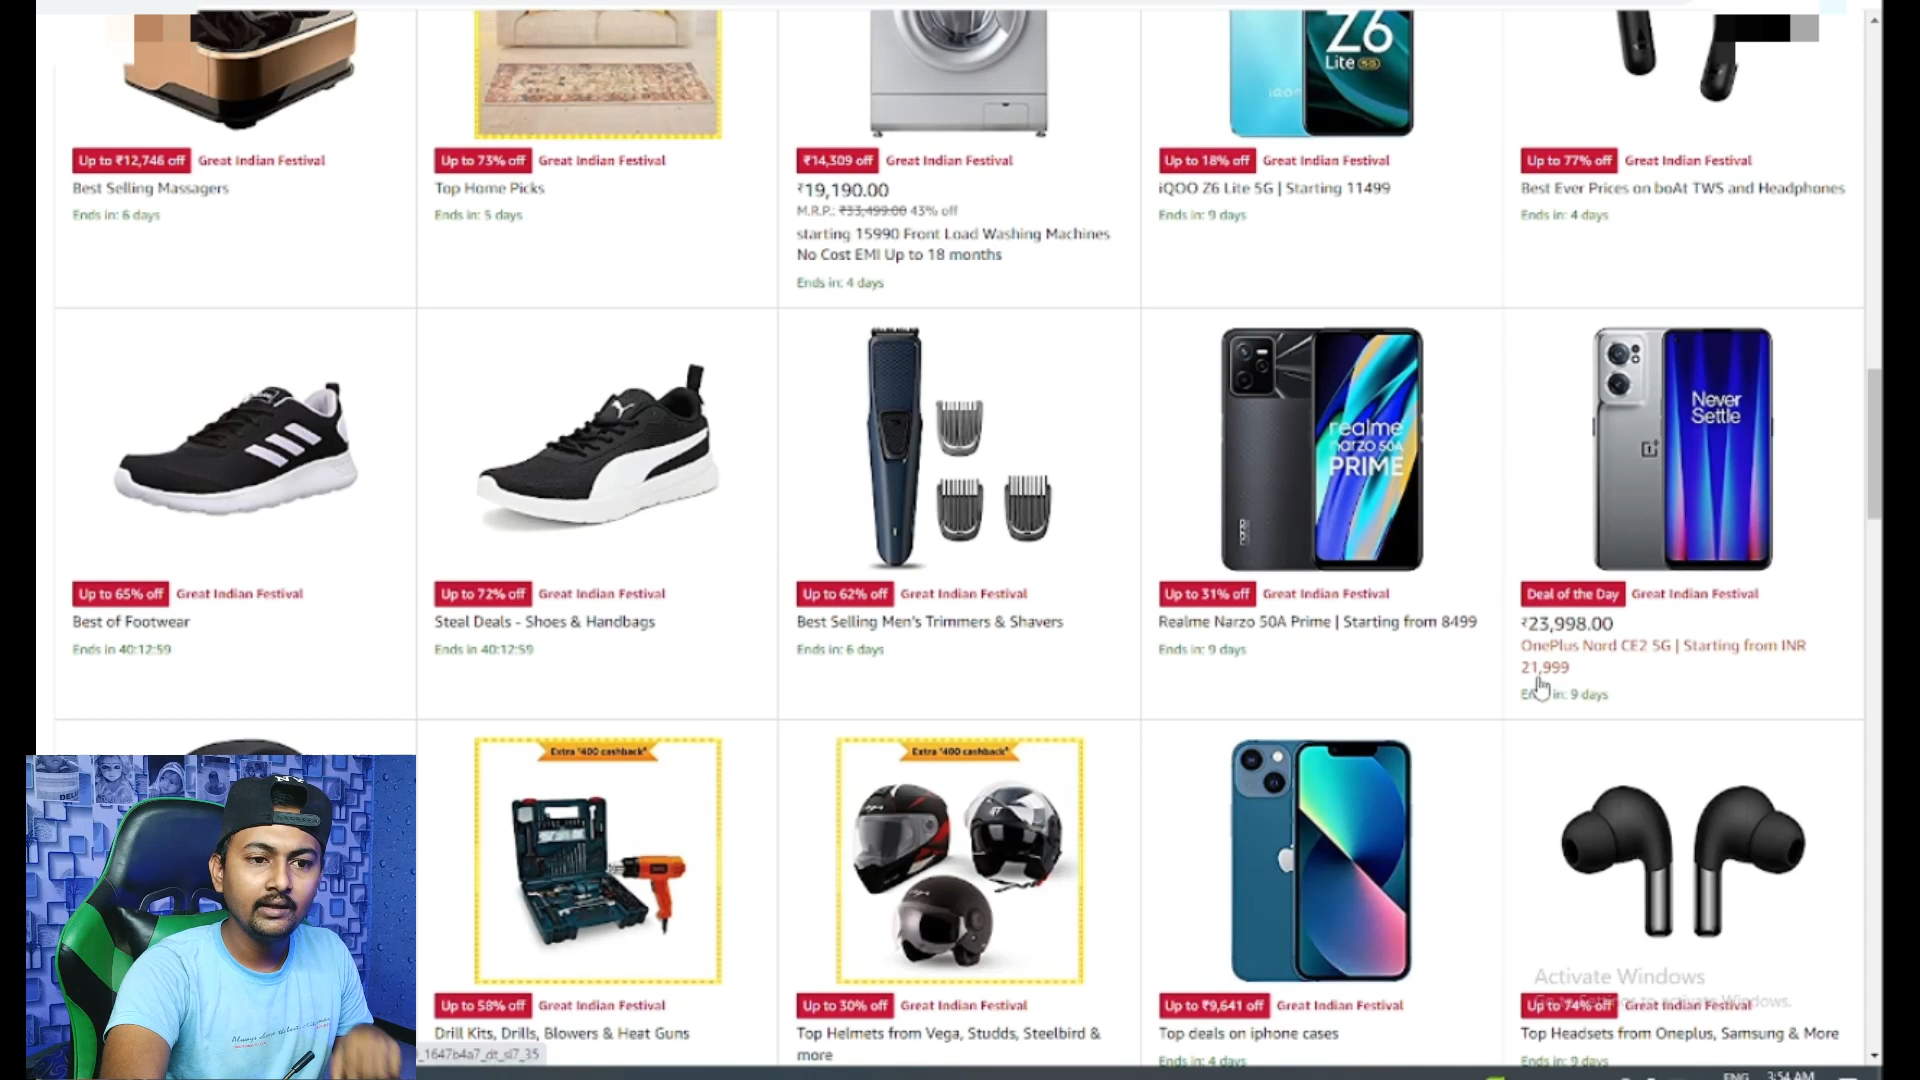 Z6
Lite 5G
iQOO
Up to ₹12,746 off Great Indian Festival
Best Selling Massagers
Ends in: 6 days
Up to 73% off Great Indian Festival
Top Home Picks
Ends in: 5 days
₹14,309 off Great Indian Festival
₹19,190.00
M.R.P.: ₹33,499.00 43% off
starting 15990 Front Load Washing Machines
No Cost EMI Up to 18 months
Ends in: 4 days
Up to 18% off Great Indian Festival
iQOO Z6 Lite 5G | Starting 11499
Ends in: 9 days
Up to 77% off Great Indian Festival
Best Ever Prices on boAt TWS and Headphones
Ends in: 4 days
realme
narzo 50A
PRIME
narzo
Never
Settle
Up to 65% off Great Indian Festival
Best of Footwear
Ends in 40:12:59
Up to 72% off Great Indian Festival
Steal Deals - Shoes & Handbags
Ends in 40:12:59
Up to 62% off Great Indian Festival
Best Selling Men's Trimmers & Shavers
Ends in: 6 days
Up to 31% off Great Indian Festival
Realme Narzo 50A Prime | Starting from 8499
Ends in: 9 days
Deal of the Day Great Indian Festival
₹23,998.00
OnePlus Nord CE2 5G | Starting from INR
21,999
in: 9 days
Extra ₹400 cashback*
Extra ₹400 cashback*
NY
Up to 58% off Great Indian Festival
Drill Kits, Drills, Blowers & Heat Guns
Up to 30% off Great Indian Festival
Top Helmets from Vega, Studds, Steelbird &
more
Up to ₹9,641 off Great Indian Festival
Top deals on iphone cases
Ends in: 4 days
Activate Windows
Up to 74% off Great Indian Festival
Top Headsets from Oneplus, Samsung & More
Ends in: 9 days
_1647b4a7_dt_sl7_35
ENG 3:54 AM